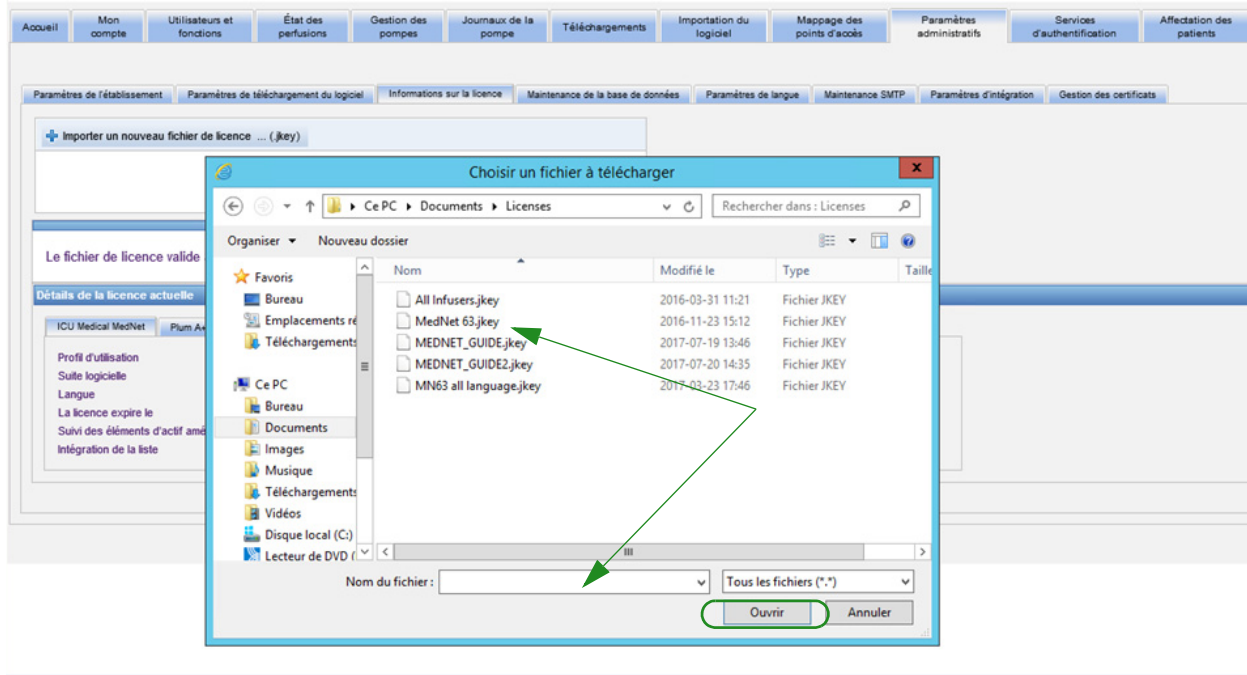 Accueil
Mon compte
Utilisateurs et fonctions
État des perfusions
Gestion des pompes
Journaux de la pompe
Téléchargements
Importation du logiciel
Mappage des points d'accès
Paramètres administratifs
Services d'authentification
Affectation des patients
Paramètres de l'établissement
Paramètres de téléchargement du logiciel
Informations sur la licence
Maintenance de la base de données
Paramètres de langue
Maintenance SMTP
Paramètres d'intégration
Gestion des certificats
Importer un nouveau fichier de licence ... (.jkey)
Choisir un fichier à télécharger
x
Ce PC Documents Licenses
Rechercher dans : Licenses
Organiser
Nouveau dossier
Le fichier de licence valide
Détails de la licence actuelle
ICU Medical MedNet
Plum A+
Profil d'utilisation
Suite logicielle
Langue
La licence expire le
Suivi des éléments d'actif amé
Intégration de la liste
Favoris
Bureau
Emplacements ré
Téléchargements
Ce PC
Bureau
Documents
Images
Musique
Téléchargements
Vidéos
Disque local (C:)
Lecteur de DVD (
Nom Modifié le Type Taille
All Infusers.jkey 2016-03-31 11:21 Fichier JKEY
MedNet 63.jkey 2016-11-23 15:12 Fichier JKEY
MEDNET_GUIDE.jkey 2017-07-19 13:46 Fichier JKEY
MEDNET_GUIDE2.jkey 2017-07-20 14:35 Fichier JKEY
MN63 all language.jkey 2017-03-23 17:46 Fichier JKEY
Nom du fichier :
Tous les fichiers (*.*)
Ouvrir
Annuler